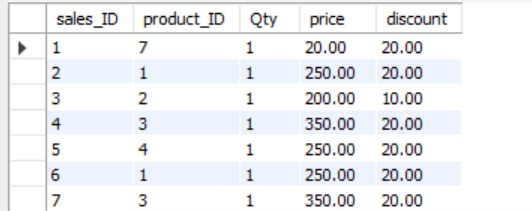 sales_ID product_ID Qty price discount
1 7 1 20.00 20.00
2 1 1 250.00 20.00
3 2 1 200.00 10.00
4 3 1 350.00 20.00
5 4 1 250.00 20.00
6 1 1 250.00 20.00
7 3 1 350.00 20.00